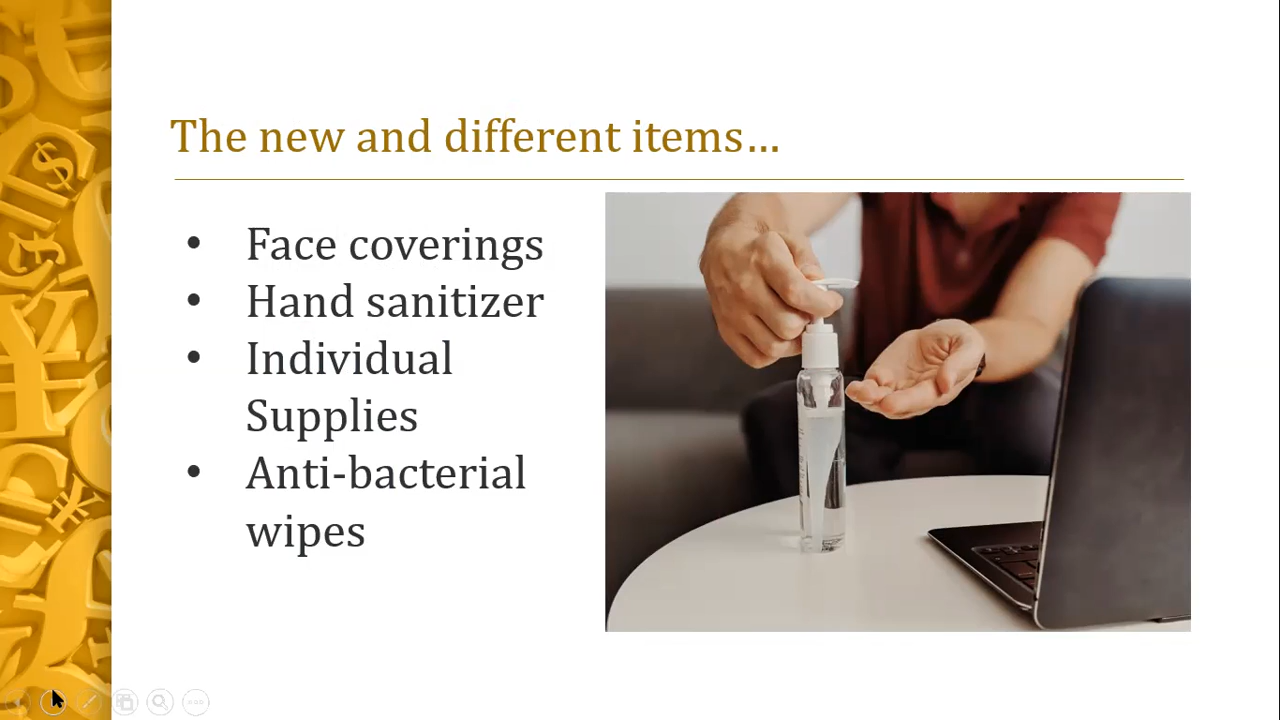 The new and different items…
• Face coverings
• Hand sanitizer
• Individual
Supplies
• Anti-bacterial
wipes